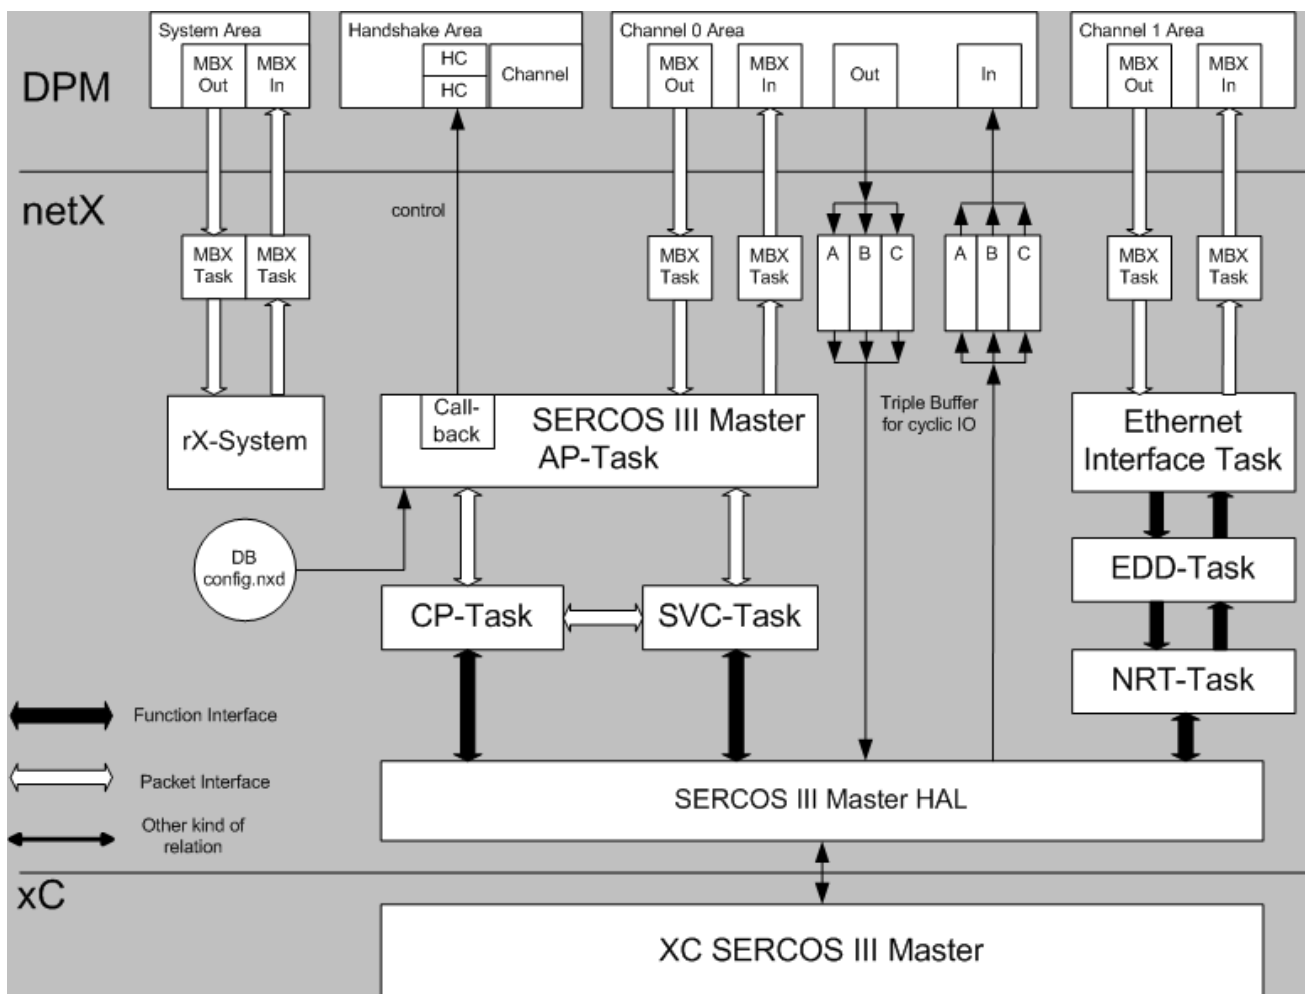 System Area
Handshake Area
Channel 0 Area
Channel 1 Area
DPM
MBX
Out
MBX
In
HC
HC
Channel
MBX
Out
MBX
In
Out
In
MBX
Out
MBX
In
netX
control
MBX
Task
MBX
Task
MBX
Task
MBX
Task
A
B
C
A
B
C
MBX
Task
MBX
Task
rX-System
Call-
back
SERCOS III Master
AP-Task
Triple Buffer
for cyclic IO
Ethernet
Interface Task
DB
config.nxd
EDD-Task
CP-Task
SVC-Task
NRT-Task
Function Interface
Packet Interface
Other kind of
relation
SERCOS III Master HAL
xC
XC SERCOS III Master